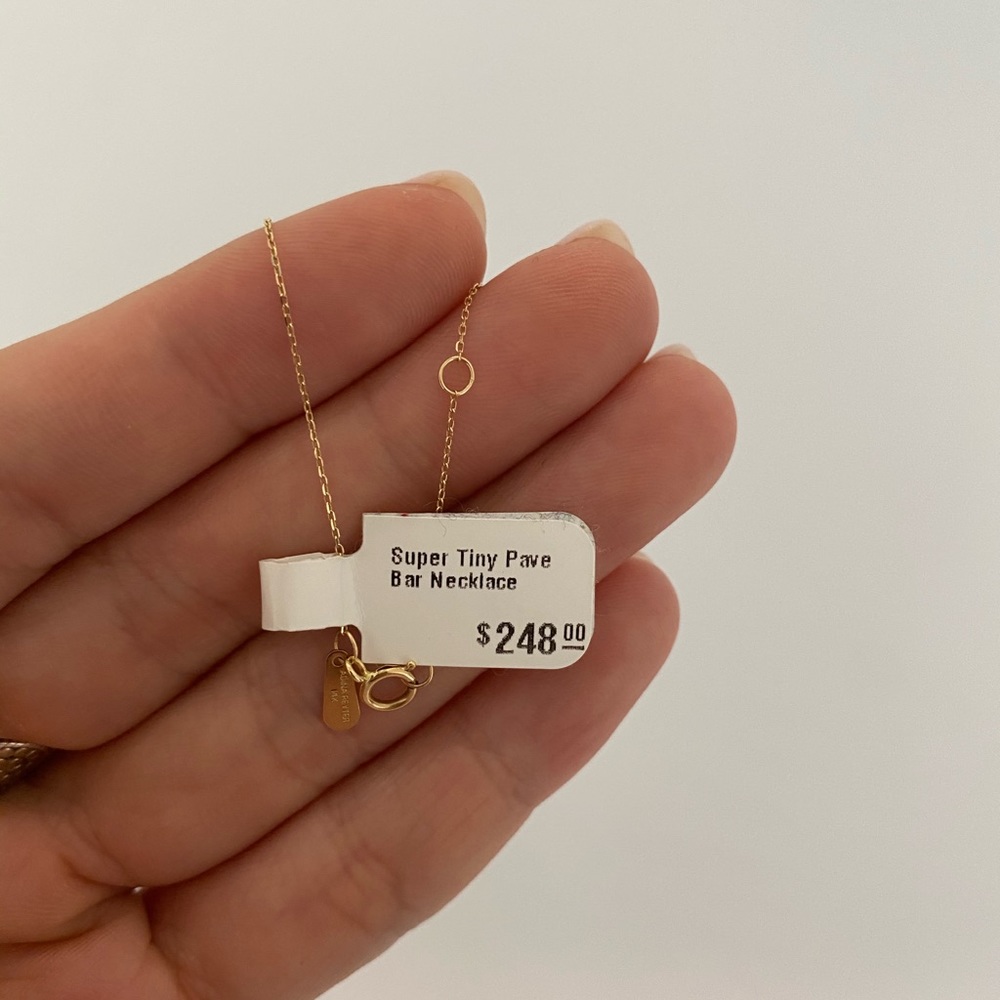 Super Tiny Pave
Bar Necklace
$248.00